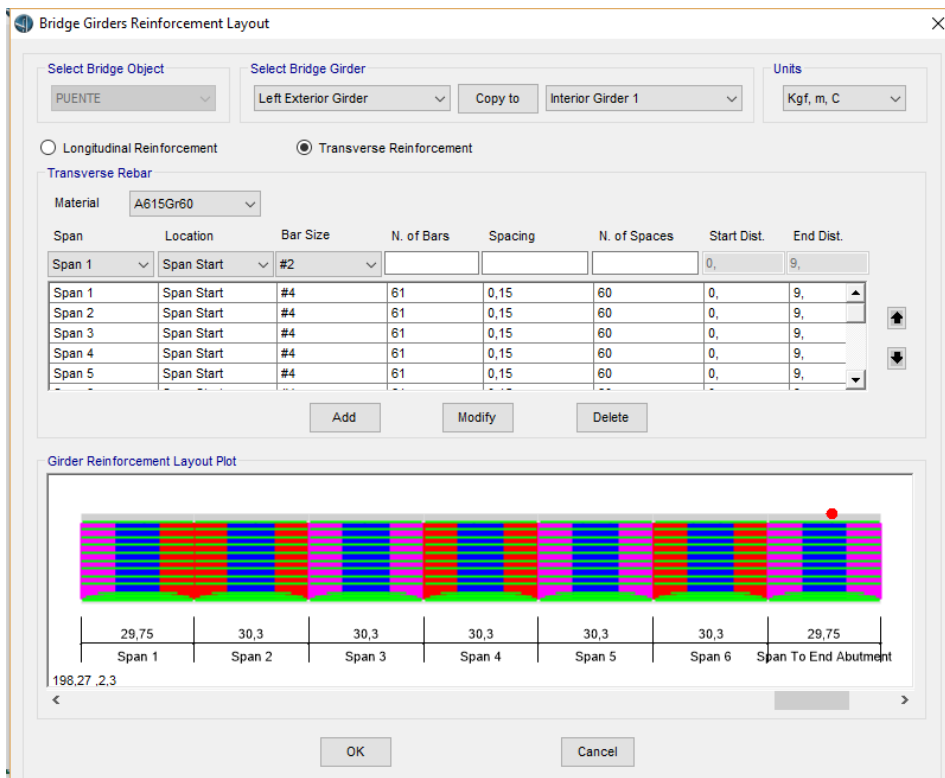 Bridge Girders Reinforcement Layout
Select Bridge Object Select Bridge Girder Units
PUENTE Left Exterior Girder Copy to Interior Girder 1 Kgf, m, C
Longitudinal Reinforcement Transverse Reinforcement
Transverse Rebar
Material A615Gr60
Span Location Bar Size N. of Bars Spacing N. of Spaces Start Dist. End Dist.
Span 1 Span Start #2 0, 9,
Span 1 Span Start #4 61 0,15 60 0, 9,
Span 2 Span Start #4 61 0,15 60 0, 9,
Span 3 Span Start #4 61 0,15 60 0, 9,
Span 4 Span Start #4 61 0,15 60 0, 9,
Span 5 Span Start #4 61 0,15 60 0, 9,
Add Modify Delete
Girder Reinforcement Layout Plot
29,75 30,3 30,3 30,3 30,3 30,3 29,75
Span 1 Span 2 Span 3 Span 4 Span 5 Span 6 Span To End Abutment
198,27 ,2,3
OK Cancel